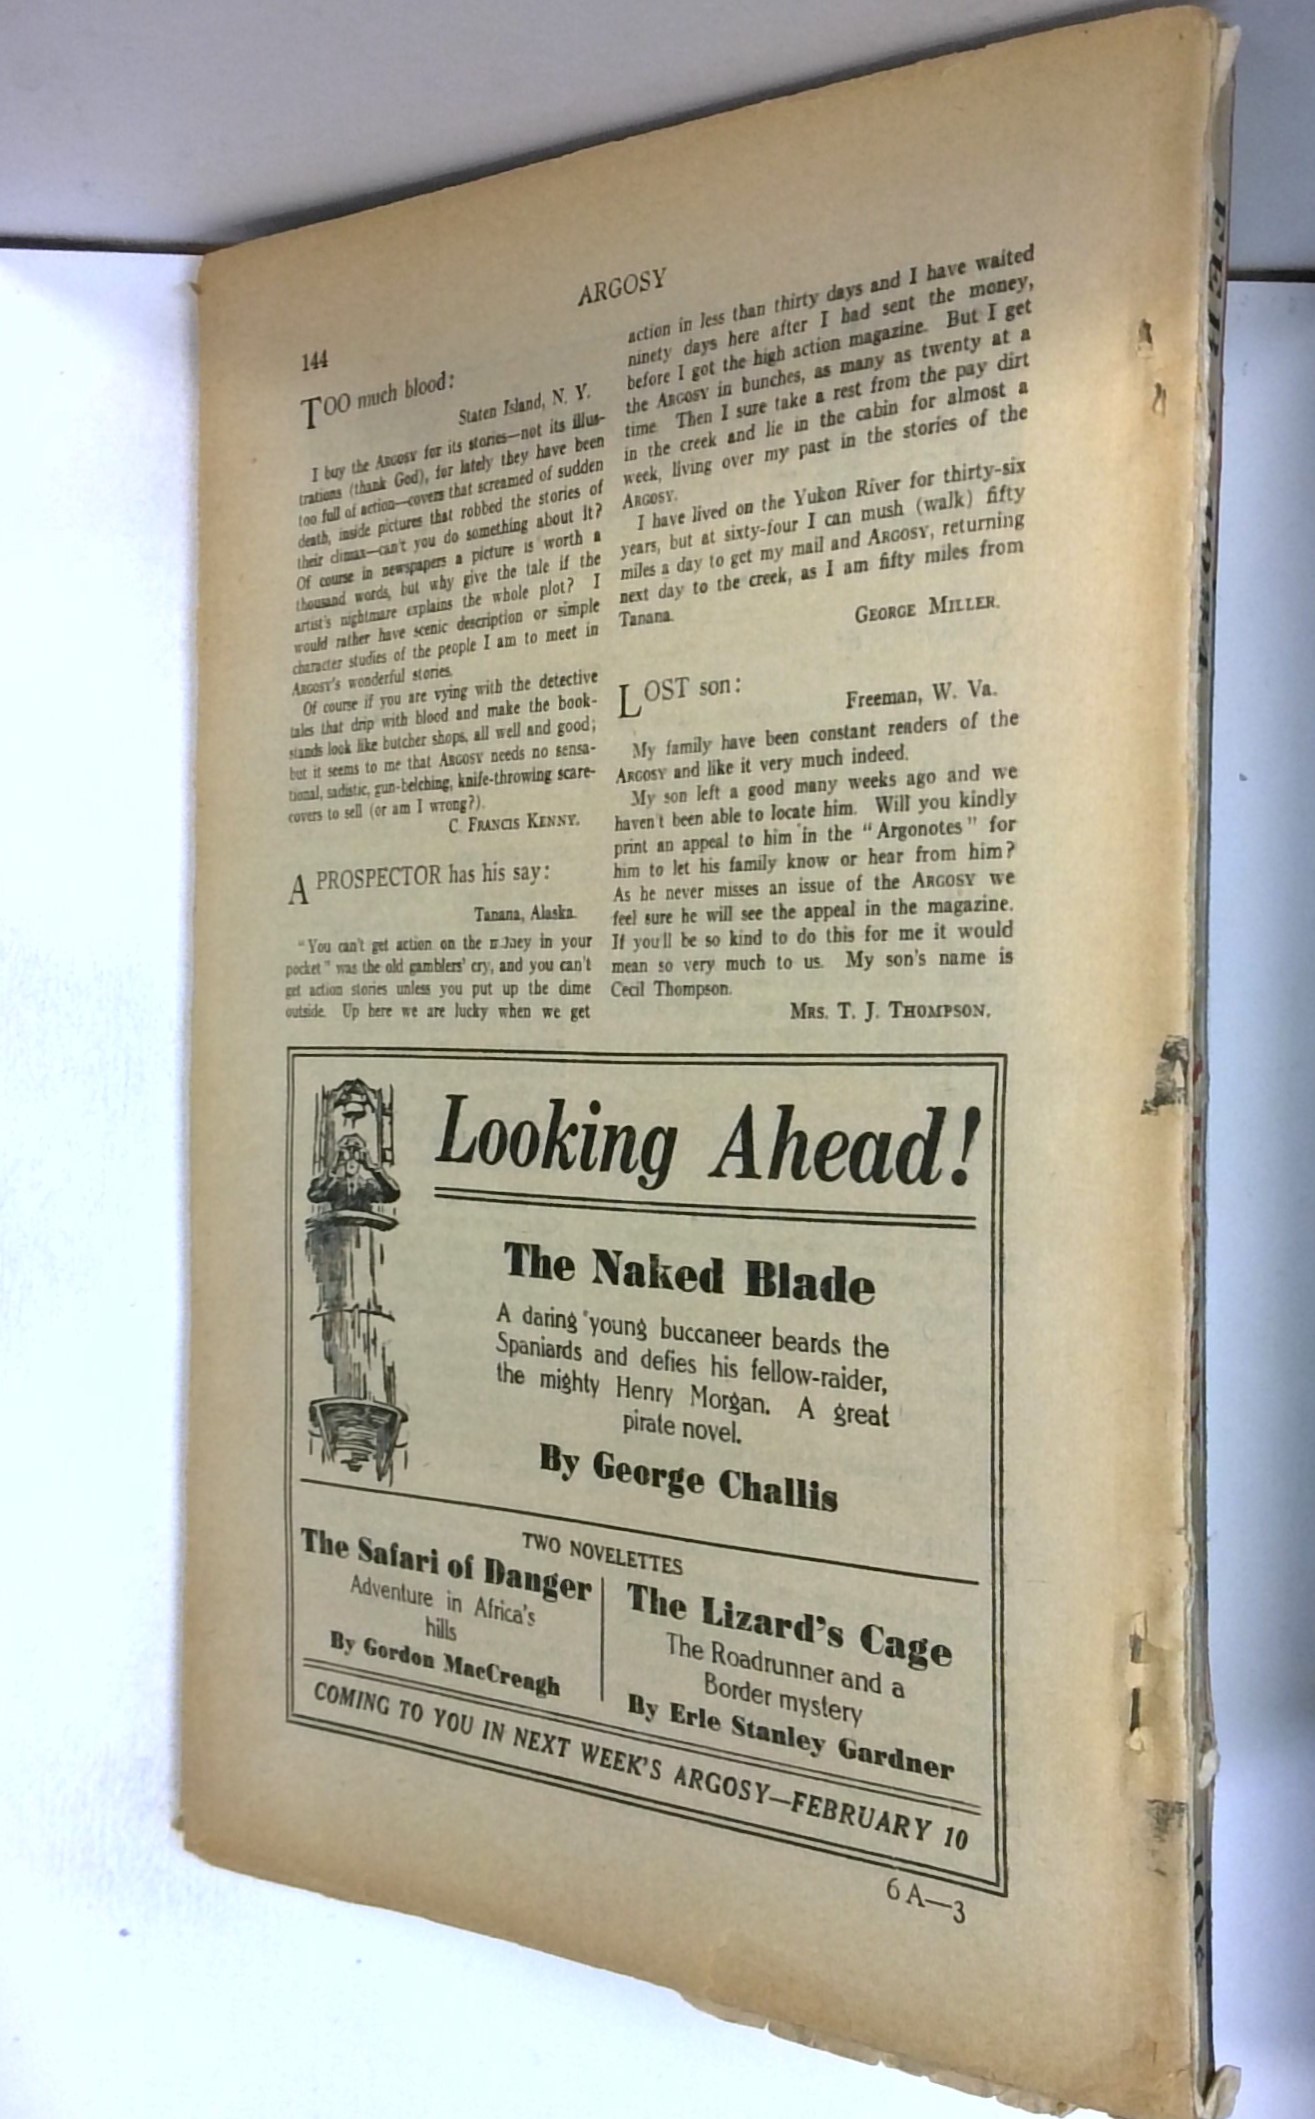 144
ARGOSY
TOO much blood:
Staten Island, N. Y.
I buy the ARGOSY for its stories—not its illus-
trations (thank God), for lately they have been
too full of action—covers that screamed of sudden
death, inside pictures that robbed the stories of
their climax—can't you do something about it?
Of course in newspapers a picture is worth a
thousand words, but why give the tale if the
artist's nightmare explains the whole plot? I
would rather have scenic description or simple
character studies of the people I am to meet in
ARGOSY's wonderful stories.
Of course if you are vying with the detective
tales that drip with blood and make the book-
stands look like butcher shops, all well and good;
but it seems to me that ARGOSY needs no sensa-
tional, sadistic, gun-belching, knife-throwing scare-
covers to sell (or am I wrong?).
C. FRANCIS KENNY.
A PROSPECTOR has his say:
Tanana, Alaska.
"You can't get action on the money in your
pocket" was the old gamblers' cry, and you can't
get action stories unless you put up the dime
outside. Up here we are lucky when we get
action in less than thirty days and I have waited
ninety days here after I had sent the money,
before I got the high action magazine. But I get
the ARGOSY in bunches, as many as twenty at a
time. Then I sure take a rest from the pay dirt
in the creek and lie in the cabin for almost a
week, living over my past in the stories of the
ARGOSY.
I have lived on the Yukon River for thirty-six
years, but at sixty-four I can mush (walk) fifty
miles a day to get my mail and ARGOSY, returning
next day to the creek, as I am fifty miles from
Tanana.
GEORGE MILLER.
LOST son:
Freeman, W. Va.
My family have been constant readers of the
ARGOSY and like it very much indeed.
My son left a good many weeks ago and we
haven't been able to locate him. Will you kindly
print an appeal to him in the "Argonotes" for
him to let his family know or hear from him?
As he never misses an issue of the ARGOSY we
feel sure he will see the appeal in the magazine.
If you'll be so kind to do this for me it would
mean so very much to us. My son's name is
Cecil Thompson.
MRS. T. J. THOMPSON.
Looking Ahead!
The Naked Blade
A daring young buccaneer beards the
Spaniards and defies his fellow-raider,
the mighty Henry Morgan. A great
pirate novel.
By George Challis
TWO NOVELETTES
The Safari of Danger
Adventure in Africa's
hills
By Gordon MacCreagh
The Lizard's Cage
The Roadrunner and a
Border mystery
By Erle Stanley Gardner
COMING TO YOU IN NEXT WEEK'S ARGOSY—FEBRUARY 10
6 A—3